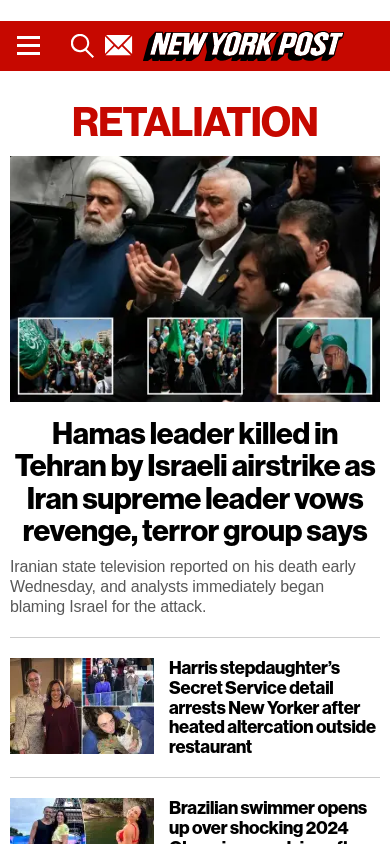 NEW YORK POST
RETALIATION
Hamas leader killed in
Tehran by Israeli airstrike as
Iran supreme leader vows
revenge, terror group says
Iranian state television reported on his death early
Wednesday, and analysts immediately began
blaming Israel for the attack.
Harris stepdaughter’s
Secret Service detail
arrests New Yorker after
heated altercation outside
restaurant
Brazilian swimmer opens
up over shocking 2024